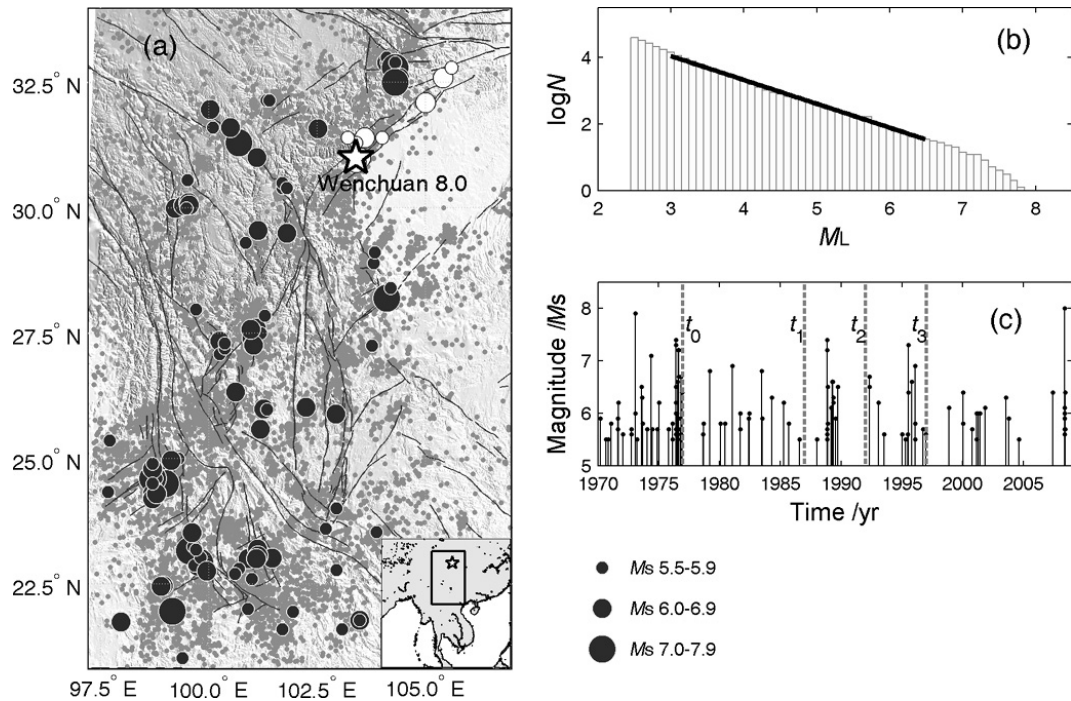 (a)
32.5° N
30.0° N
27.5° N
25.0° N
22.5° N
97.5° E 100.0° E 102.5° E 105.0° E
Wenchuan 8.0
(b)
logN
4
2
0
2 3 4 5 6 7 8
ML
(c)
Magnitude /Ms
8
7
6
5
t0 t1 t2 t3
1970 1975 1980 1985 1990 1995 2000 2005
Time /yr
Ms 5.5-5.9
Ms 6.0-6.9
Ms 7.0-7.9